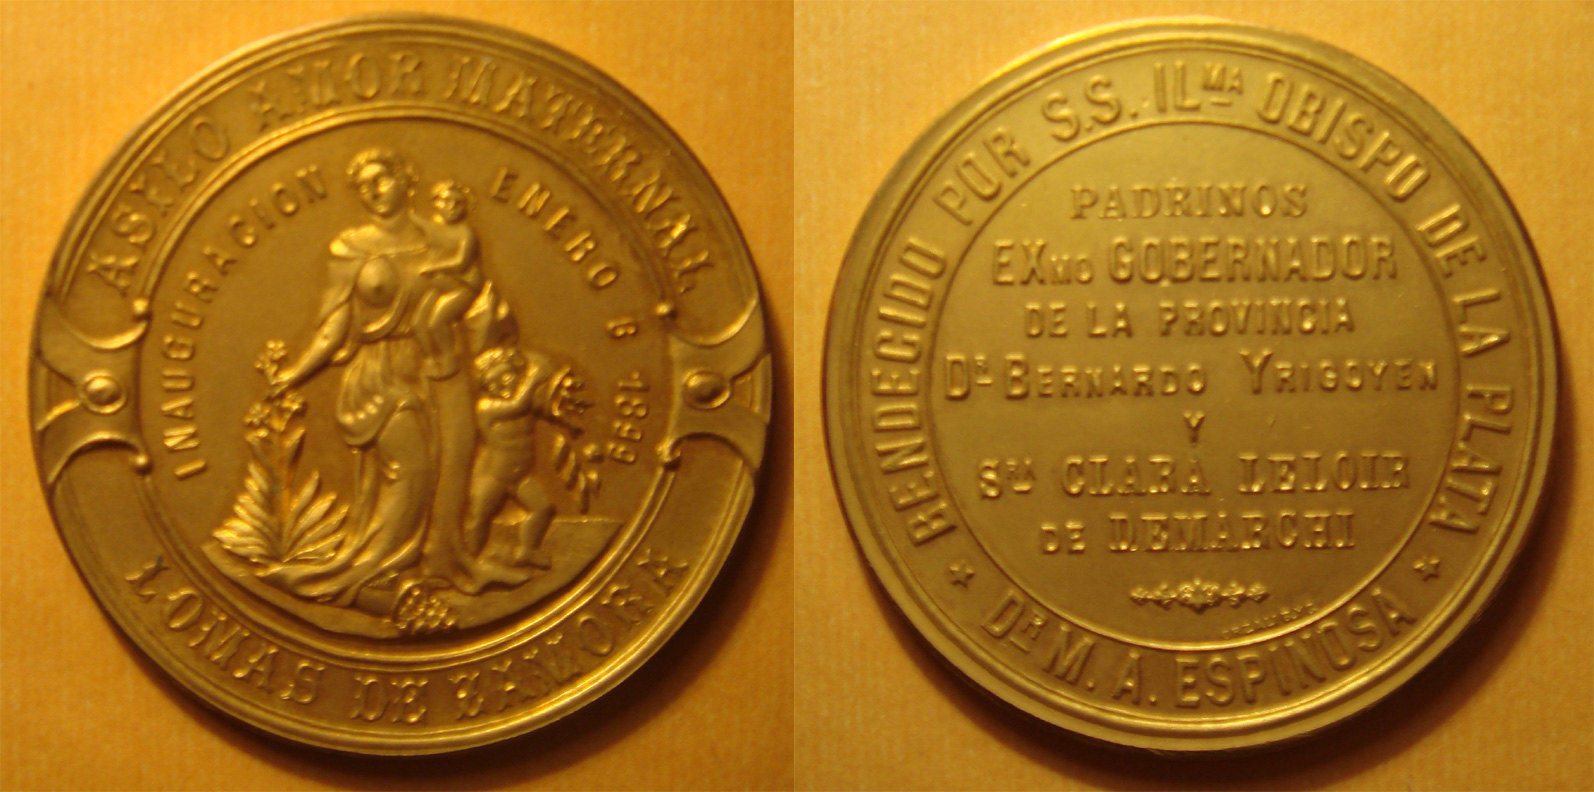 ASYLO AMOR MATERNAL
INAUGURACION ENERO 6 1899
LOMAS DE ZAMORA
BENDECIDO POR S.S. ILMA OBISPO DE LA PLATA
DR M. A. ESPINOSA
PADRINOS
EXMO GOBERNADOR
DE LA PROVINCIA
DR BERNARDO YRIGOYEN
Y
SRA CLARA LELOIR
DE DEMARCHI